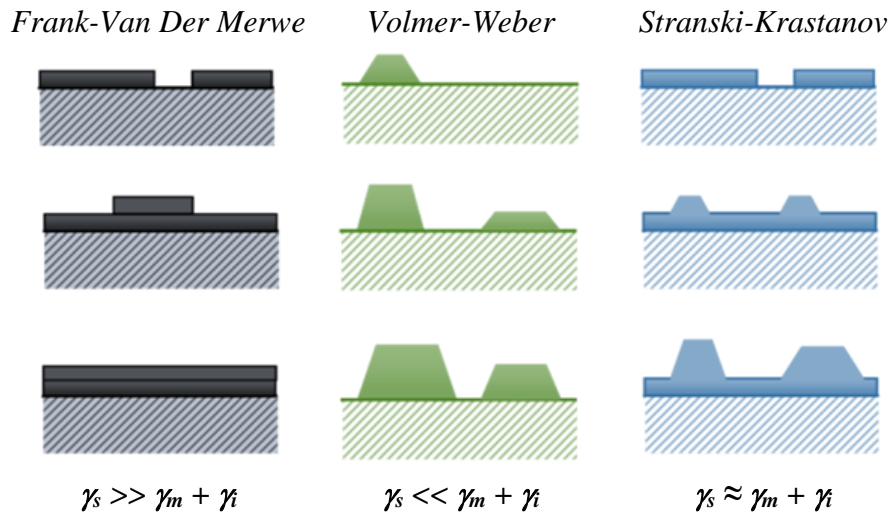 Frank-Van Der Merwe Volmer-Weber Stranski-Krastanov
γs >> γm + γi γs << γm + γi γs ≈ γm + γi